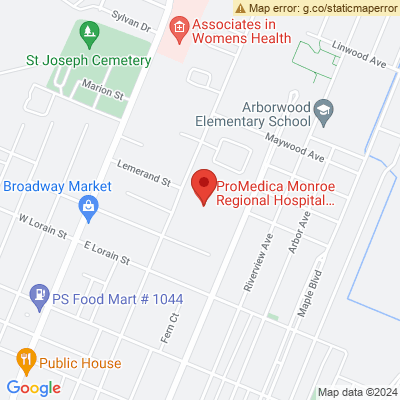 Map error: g.co/staticmaperror
Sylvan Dr
Associates in
Womens Health
Linwood Ave
St Joseph Cemetery
Marion St
Arborwood
Elementary School
Maywood Ave
Lemerand St
ProMedica Monroe
Regional Hospital...
Broadway Market
W Lorain St
E Lorain St
Riverview Ave
Arbor Ave
Maple Blvd
PS Food Mart # 1044
Fern Ct
Public House
Google
Map data ©2024